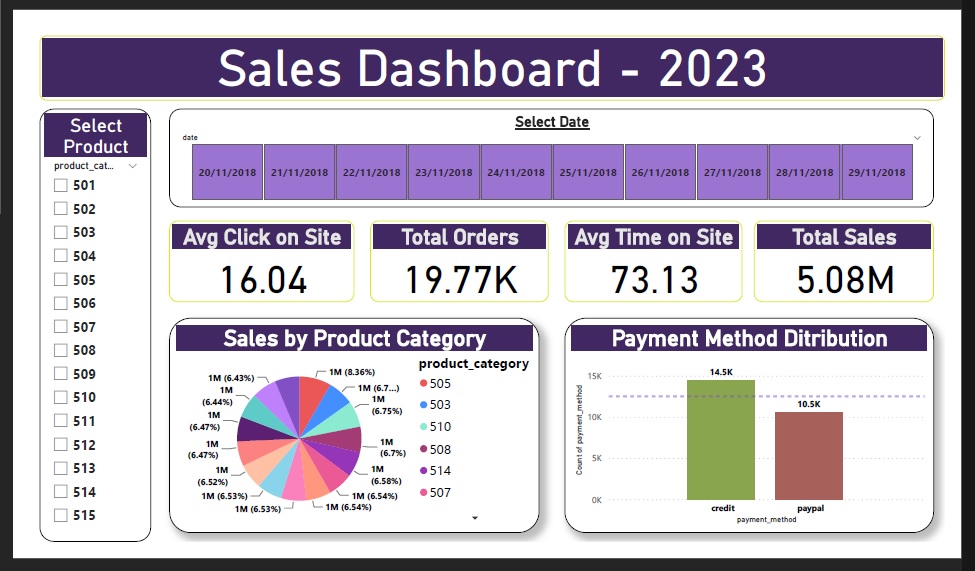 Sales Dashboard - 2023
Select
Product
product_cat...
501
502
503
504
505
506
507
508
509
510
511
512
513
514
515
Select Date
date
20/11/2018
21/11/2018
22/11/2018
23/11/2018
24/11/2018
25/11/2018
26/11/2018
27/11/2018
28/11/2018
29/11/2018
Avg Click on Site
16.04
Total Orders
19.77K
Avg Time on Site
73.13
Total Sales
5.08M
Sales by Product Category
1M (8.36%)
1M (6.7...)
1M
(6.75%)
1M
(6.7%)
1M
(6.58%)
1M (6.54%)
1M (6.54%)
1M (6.53%)
1M (6.53%)
1M
(6.52%)
1M
(6.47%)
1M
(6.47%)
1M
(6.44%)
1M (6.43%)
product_category
505
503
510
508
514
507
Payment Method Ditribution
Count of payment_method
15K
10K
5K
0K
14.5K
10.5K
credit
paypal
payment_method